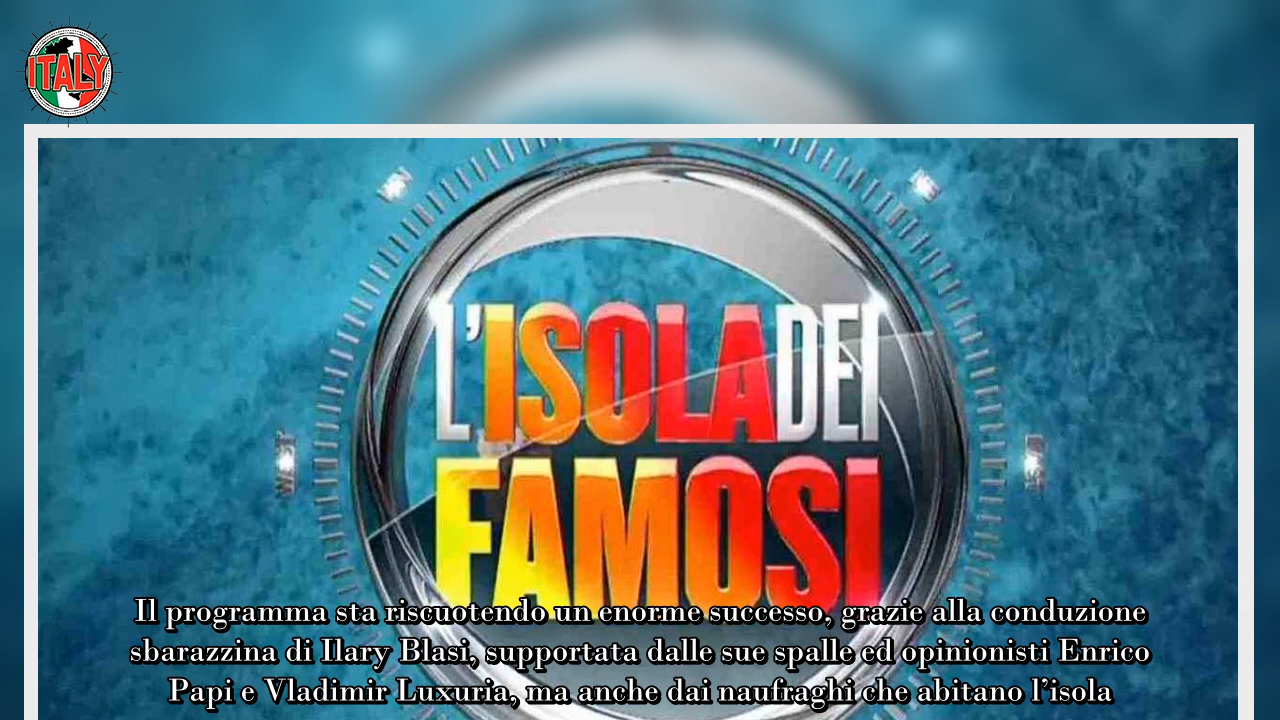 ITALY
L'ISOLA DEI
FAMOSI
Il programma sta riscuotendo un enorme successo, grazie alla conduzione
sbarazzina di Ilary Blasi, supportata dalle sue spalle ed opinionisti Enrico
Papi e Vladimir Luxuria, ma anche dai naufraghi che abitano l’isola